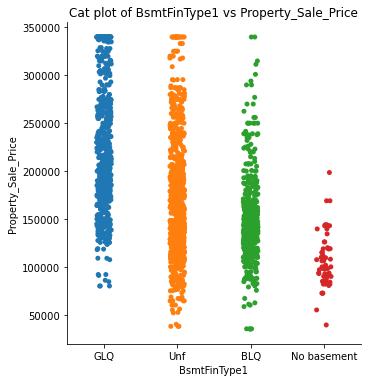 Cat plot of BsmtFinType1 vs Property_Sale_Price
350000
300000
250000
200000
150000
100000
50000
Property_Sale_Price
GLQ Unf BLQ No basement
BsmtFinType1